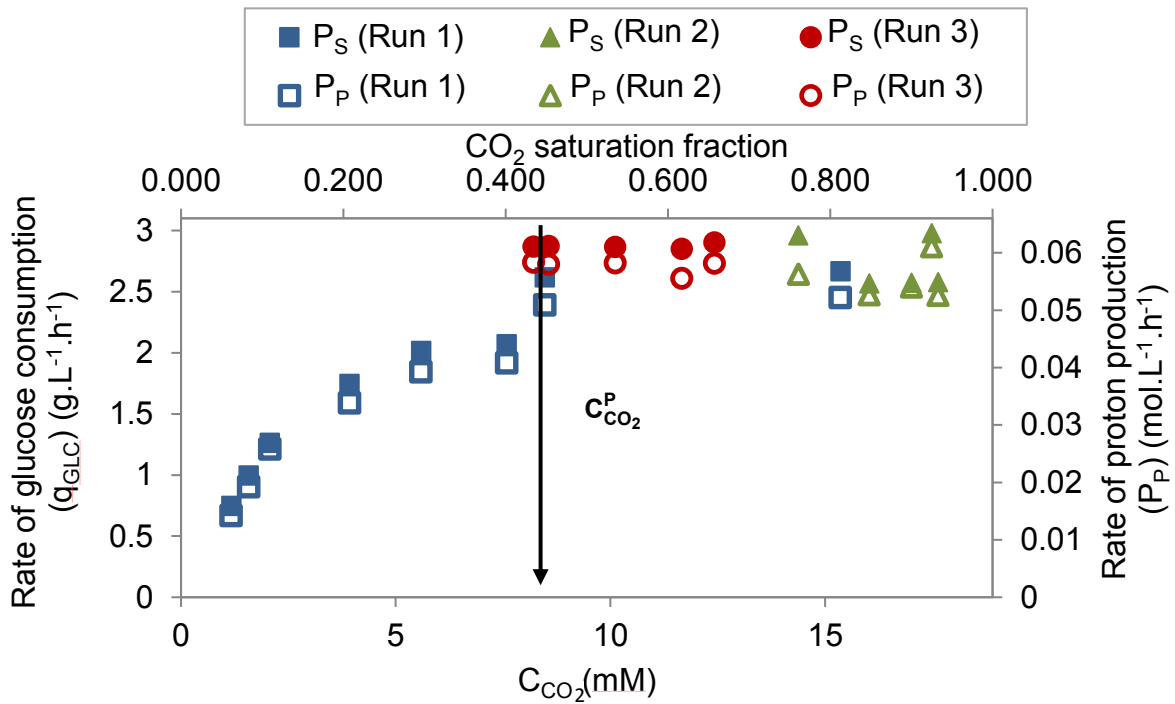 P_S (Run 1) P_S (Run 2) P_S (Run 3)
P_P (Run 1) P_P (Run 2) P_P (Run 3)
CO₂ saturation fraction
0.000 0.200 0.400 0.600 0.800 1.000
Rate of glucose consumption
(q_GLC) (g.L⁻¹.h⁻¹)
3
2.5
2
1.5
1
0.5
0
C^P_CO₂
0.06
0.05
0.04
0.03
0.02
0.01
0
Rate of proton production
(P_P) (mol.L⁻¹.h⁻¹)
0 5 10 15
C_CO₂(mM)